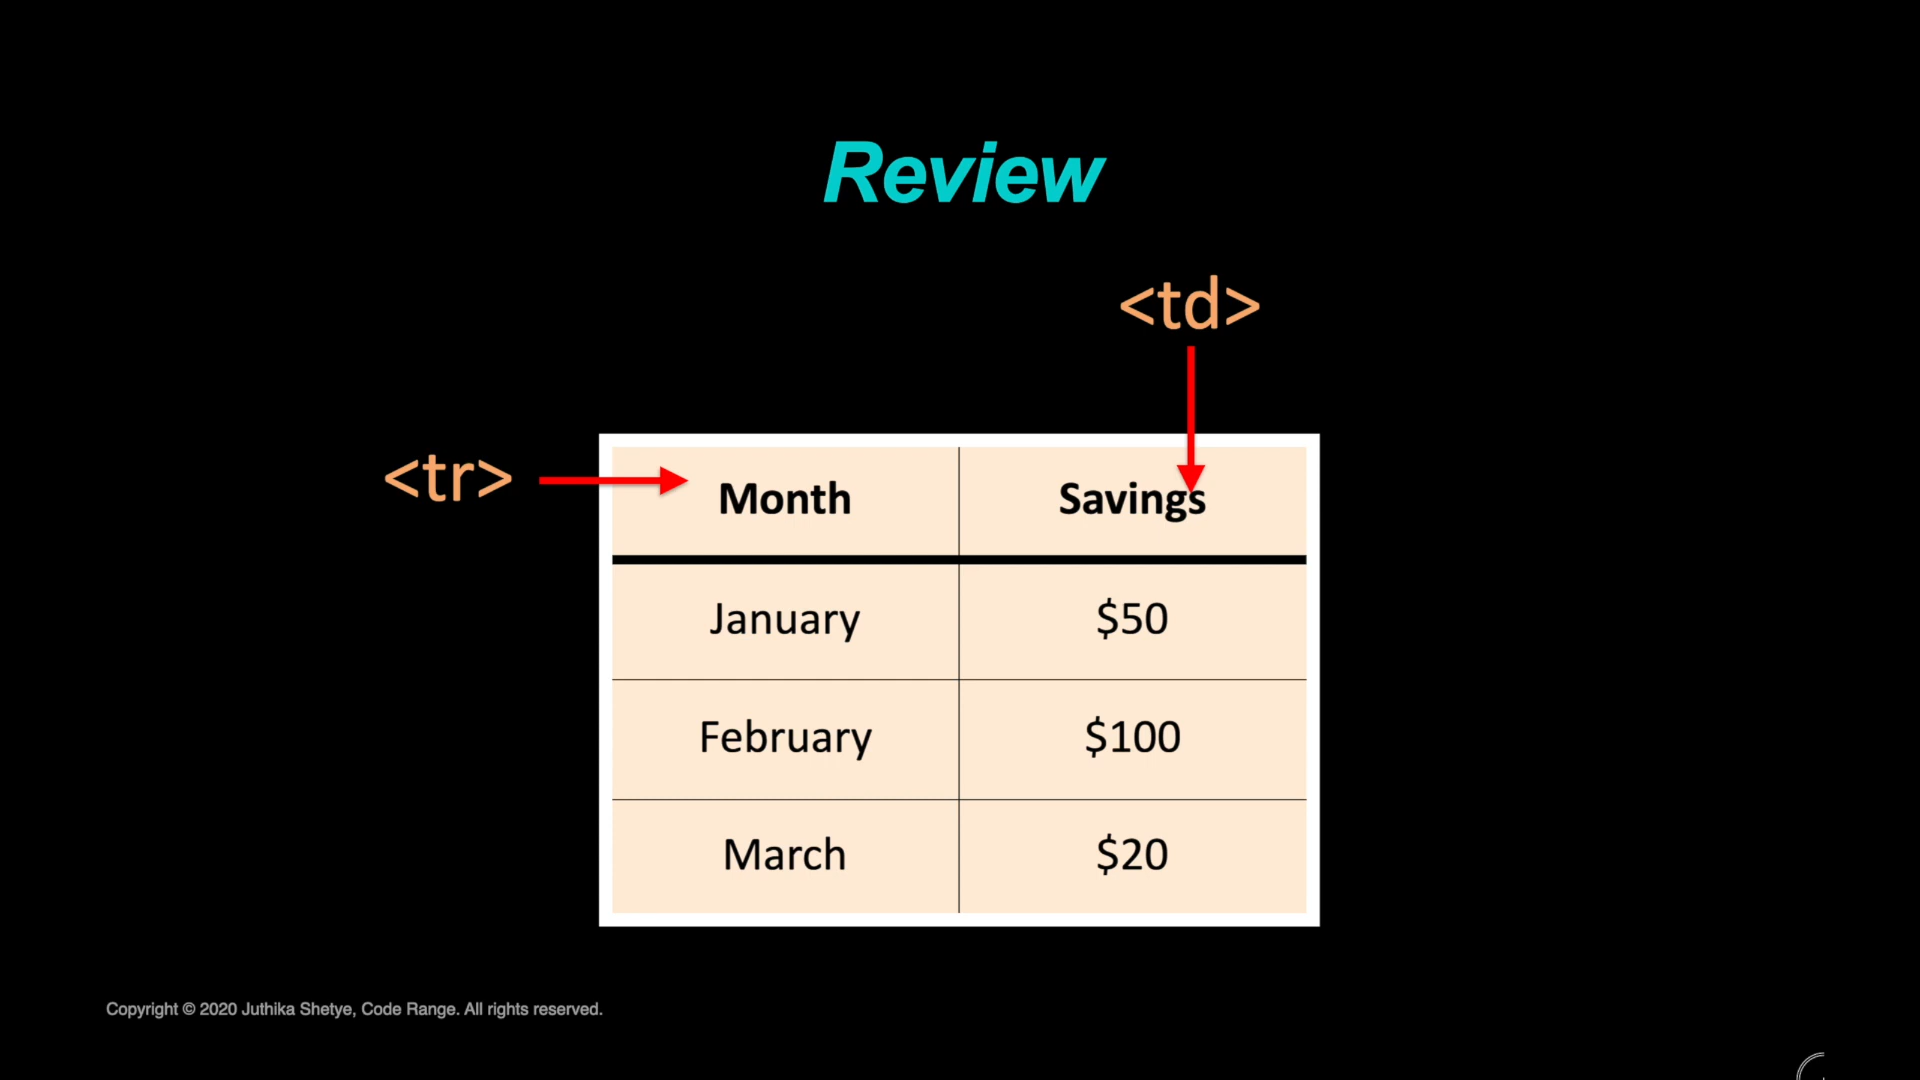 Review
<td>
<tr>
Month Savings
January $50
February $100
March $20
Copyright © 2020 Juthika Shetye, Code Range. All rights reserved.